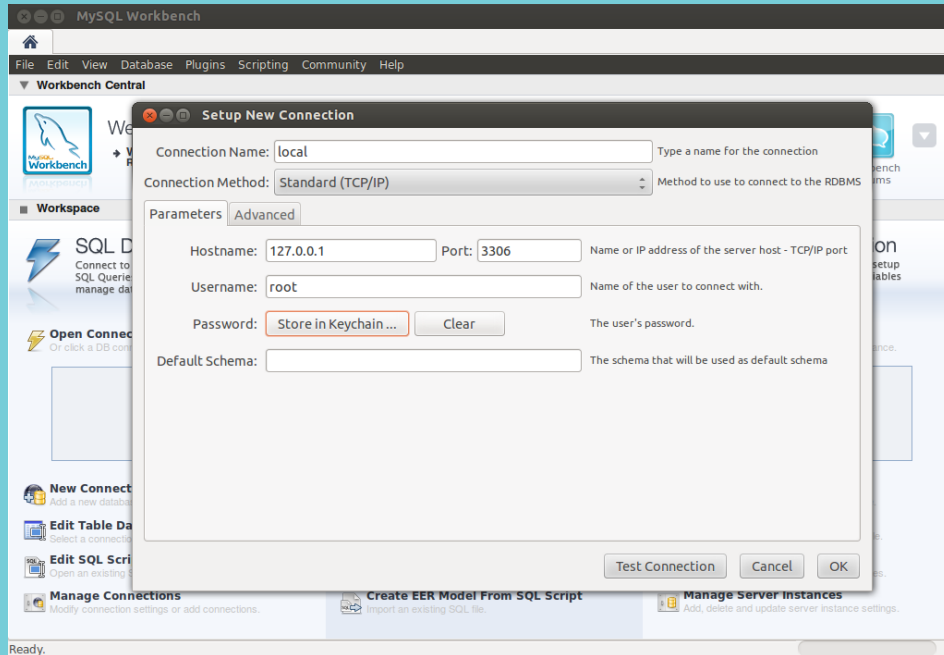 MySQL Workbench
File Edit View Database Plugins Scripting Community Help
Workbench Central
Setup New Connection
MySQL
Workbench
We
Connection Name: local Type a name for the connection
Connection Method: Standard (TCP/IP) Method to use to connect to the RDBMS
Workspace
Parameters Advanced
SQL D
Connect to
SQL Querie
manage dat
Hostname: 127.0.0.1 Port: 3306 Name or IP address of the server host - TCP/IP port
on
setup
iables
Username: root Name of the user to connect with.
Password: Store in Keychain ... Clear The user's password.
Open Connec
Or click a DB con
Default Schema: The schema that will be used as default schema
New Connect
Add a new databa
Edit Table Da
Select a connectio
Edit SQL Scri
Open an existing S
Test Connection Cancel OK
Manage Connections
Modify connection settings or add connections.
Create EER Model From SQL Script
Import an existing SQL file.
Manage Server Instances
Add, delete and update server instance settings.
Ready.